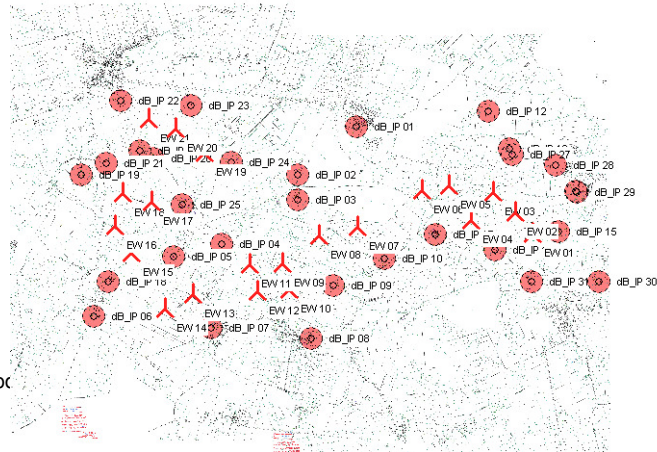 dB_IP 22
dB_IP 23
dB_IP 12
dB_IP 01
EW 21
EW 20
dB_IP 27
dB_IP 21
dB_IP 24
dB_IP 28
EW 19
dB_IP 19
dB_IP 02
dB_IP 29
dB_IP 03
dB_IP 25
EW 18
EW 17
EW 05
EW 06
EW 03
EW 02
dB_IP 15
EW 04
EW 01
dB_IP 04
EW 16
EW 07
EW 08
dB_IP 05
dB_IP 10
EW 15
dB_IP 18
EW 11
EW 09
dB_IP 09
dB_IP 31
dB_IP 30
EW 12
EW 10
dB_IP 06
EW 13
EW 14
dB_IP 07
dB_IP 08